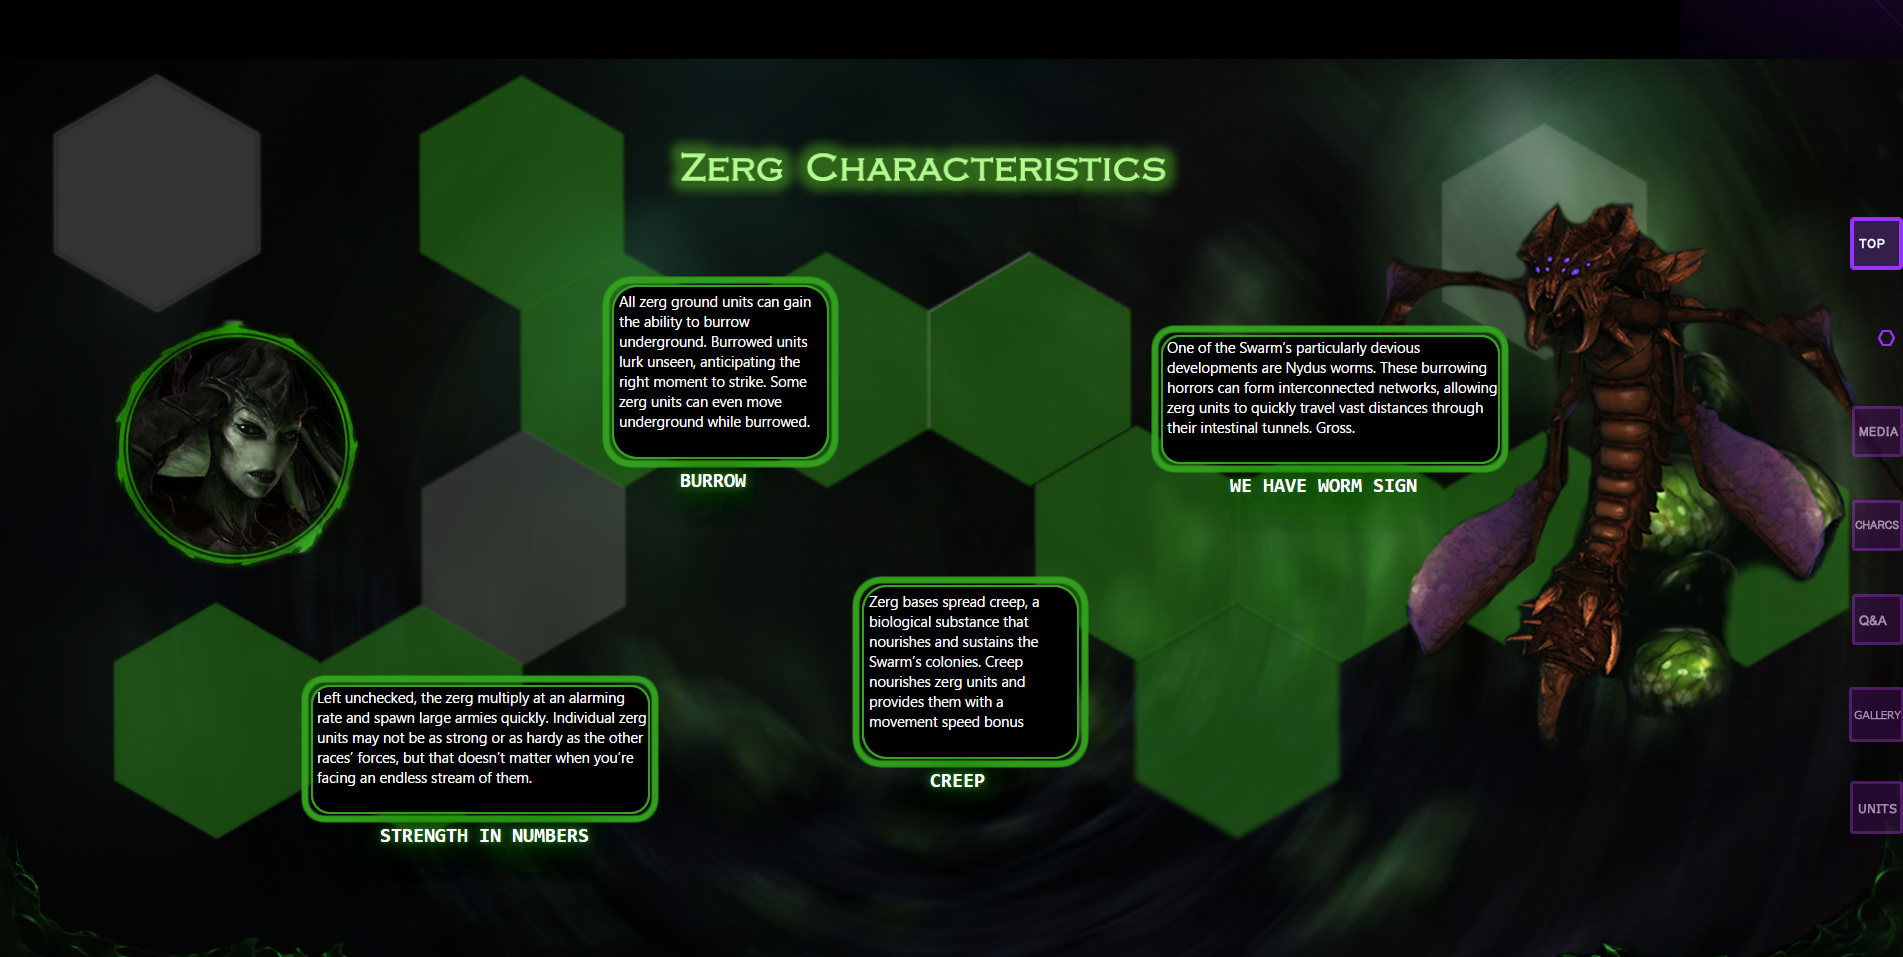 Zerg Characteristics
All zerg ground units can gain
the ability to burrow
underground. Burrowed units
lurk unseen, anticipating the
right moment to strike. Some
zerg units can even move
underground while burrowed.
BURROW
One of the Swarm’s particularly devious
developments are Nydus worms. These burrowing
horrors can form interconnected networks, allowing
zerg units to quickly travel vast distances through
their intestinal tunnels. Gross.
WE HAVE WORM SIGN
Zerg bases spread creep, a
biological substance that
nourishes and sustains the
Swarm’s colonies. Creep
nourishes zerg units and
provides them with a
movement speed bonus
CREEP
Left unchecked, the zerg multiply at an alarming
rate and spawn large armies quickly. Individual zerg
units may not be as strong or as hardy as the other
races’ forces, but that doesn’t matter when you’re
facing an endless stream of them.
STRENGTH IN NUMBERS
TOP
MEDIA
CHARCS
Q&A
GALLERY
UNITS